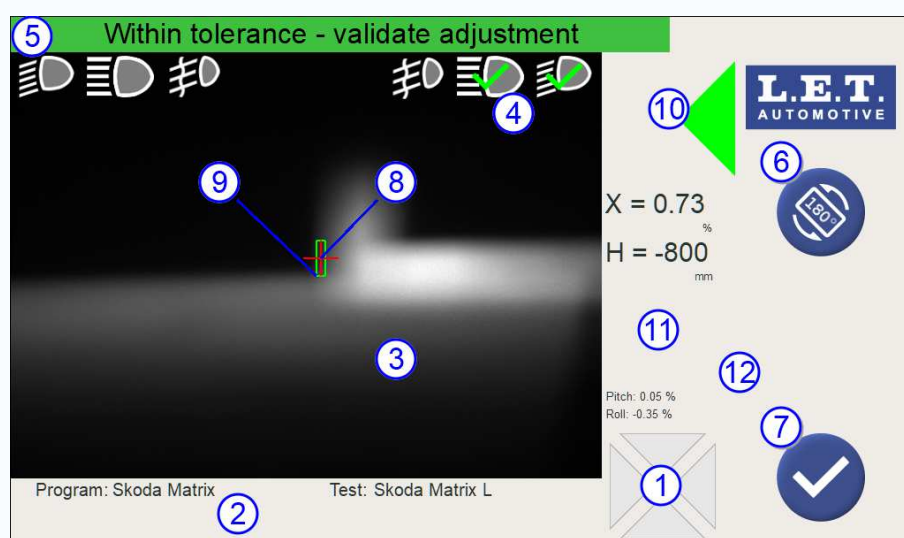 5
Within tolerance - validate adjustment
4
10
L.E.T.
AUTOMOTIVE
6
180°
9
8
X = 0.73
%
H = -800
mm
11
3
12
Pitch: 0.05 %
Roll: -0.35 %
7
1
Program: Skoda Matrix
Test: Skoda Matrix L
2